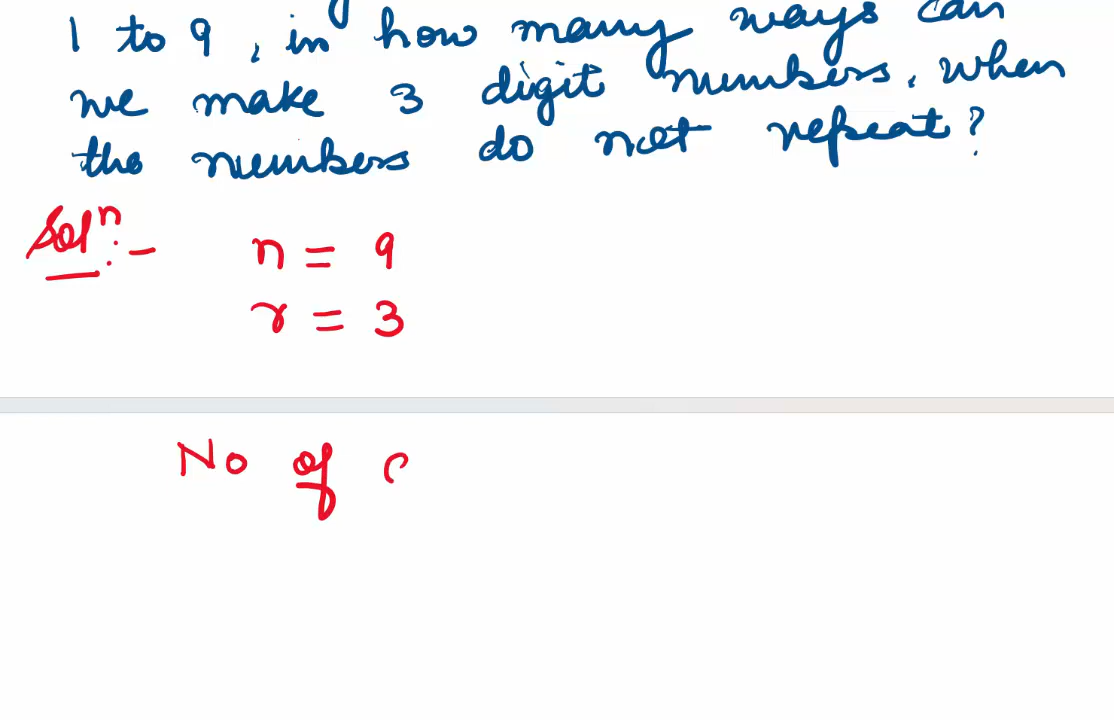 1 to 9, in how many ways can
we make 3 digit numbers, when
the numbers do not repeat?
Solⁿ:-
n = 9
r = 3
No of